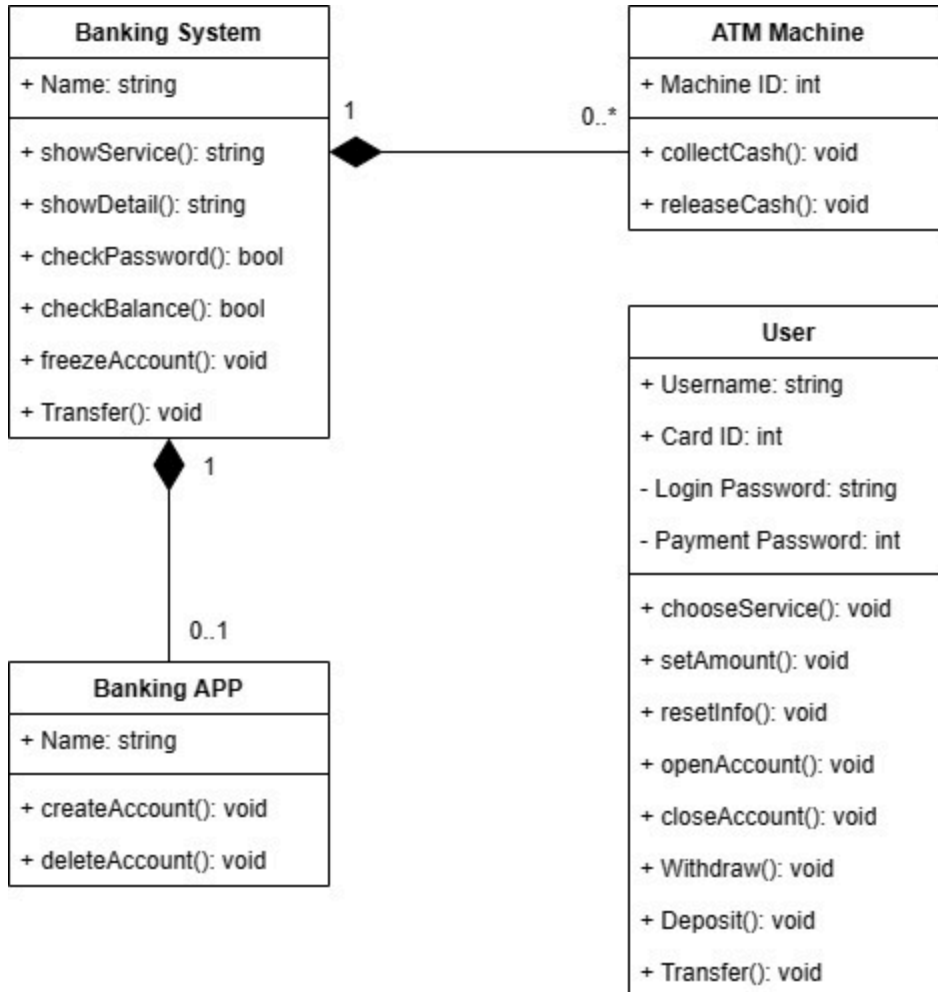 Banking System
+ Name: string
+ showService(): string
+ showDetail(): string
+ checkPassword(): bool
+ checkBalance(): bool
+ freezeAccount(): void
+ Transfer(): void
1
0..*
ATM Machine
+ Machine ID: int
+ collectCash(): void
+ releaseCash(): void
1
0..1
Banking APP
+ Name: string
+ createAccount(): void
+ deleteAccount(): void
User
+ Username: string
+ Card ID: int
- Login Password: string
- Payment Password: int
+ chooseService(): void
+ setAmount(): void
+ resetInfo(): void
+ openAccount(): void
+ closeAccount(): void
+ Withdraw(): void
+ Deposit(): void
+ Transfer(): void